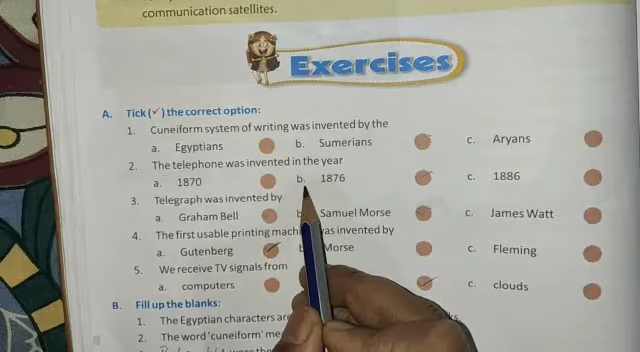 communication satellites.
Exercises
A. Tick (✓) the correct option:
1. Cuneiform system of writing was invented by the
a. Egyptians b. Sumerians c. Aryans
2. The telephone was invented in the year
a. 1870 b. 1876 c. 1886
3. Telegraph was invented by
a. Graham Bell b Samuel Morse c. James Watt
4. The first usable printing mach was invented by
a. Gutenberg b Morse c. Fleming
5. We receive TV signals from
a. computers c. clouds
B. Fill up the blanks:
1. The Egyptian characters are ks.
2. The word 'cuneiform' me